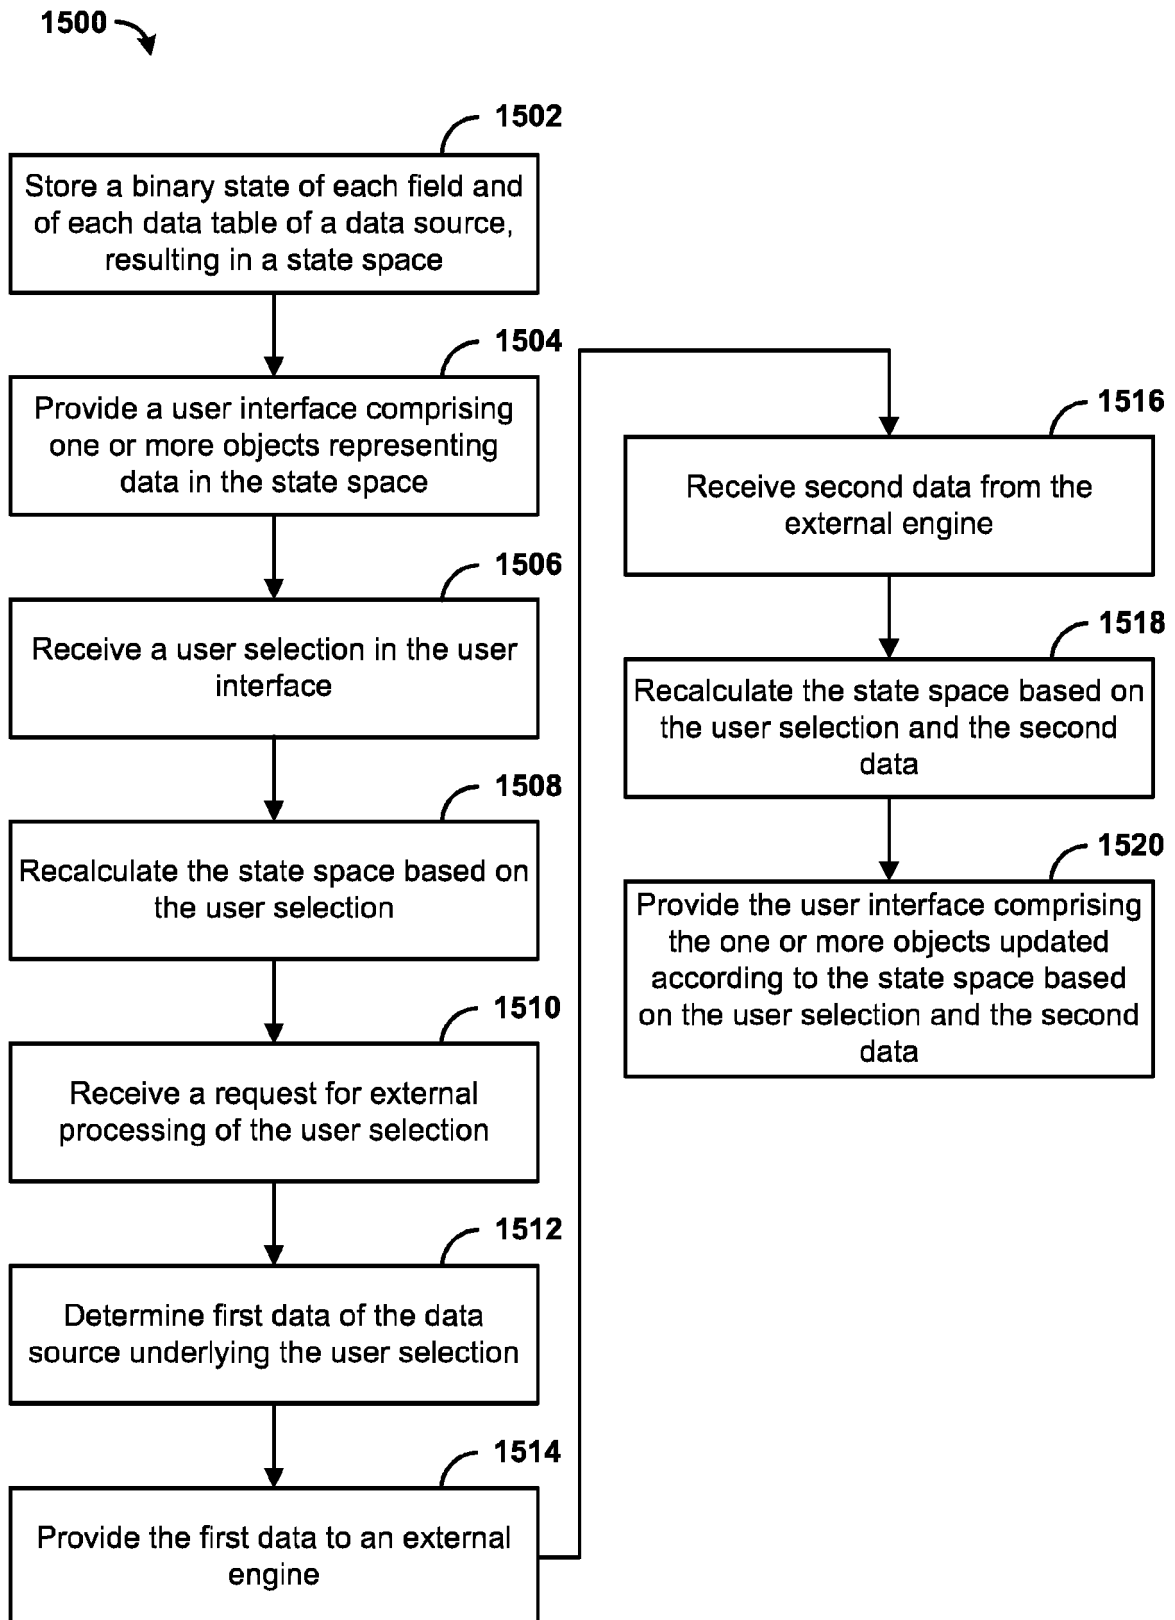 1500
1502
Store a binary state of each field and
of each data table of a data source,
resulting in a state space
1504
Provide a user interface comprising
one or more objects representing
data in the state space
1506
Receive a user selection in the user
interface
1508
Recalculate the state space based on
the user selection
1510
Receive a request for external
processing of the user selection
1512
Determine first data of the data
source underlying the user selection
1514
Provide the first data to an external
engine
1516
Receive second data from the
external engine
1518
Recalculate the state space based on
the user selection and the second
data
1520
Provide the user interface comprising
the one or more objects updated
according to the state space based
on the user selection and the second
data